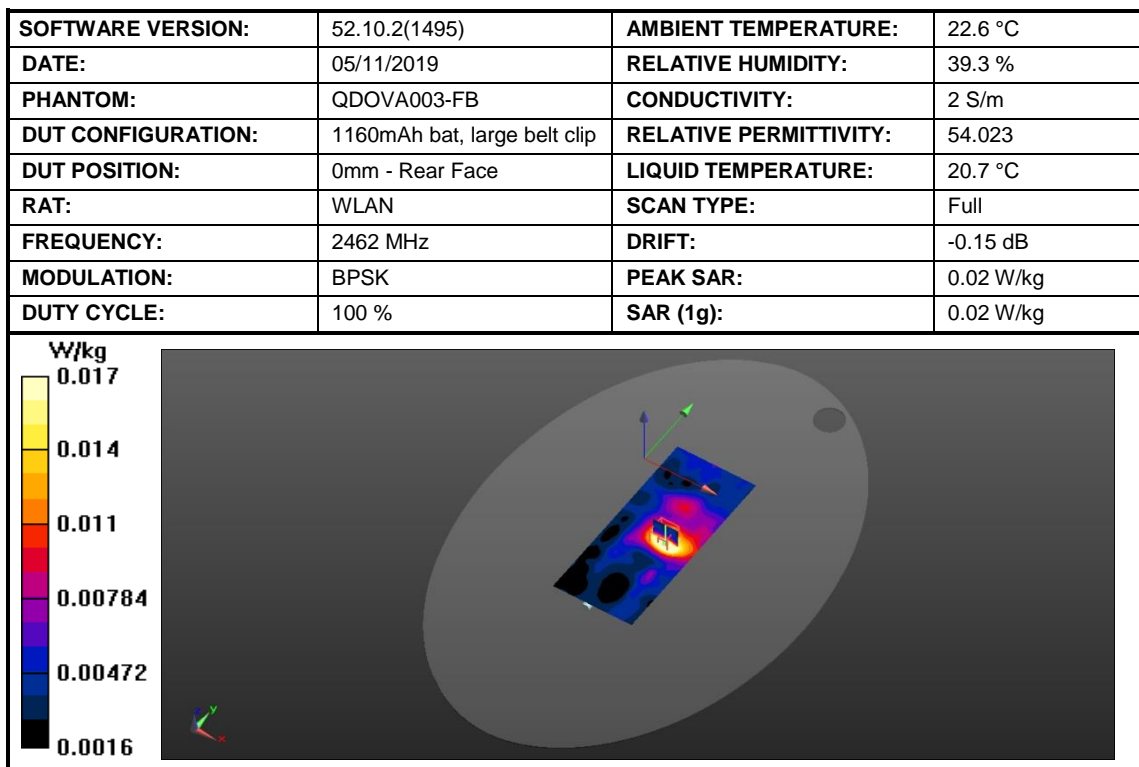 SOFTWARE VERSION: 52.10.2(1495) AMBIENT TEMPERATURE: 22.6 °C
DATE: 05/11/2019 RELATIVE HUMIDITY: 39.3 %
PHANTOM: QDOVA003-FB CONDUCTIVITY: 2 S/m
DUT CONFIGURATION: 1160mAh bat, large belt clip RELATIVE PERMITTIVITY: 54.023
DUT POSITION: 0mm - Rear Face LIQUID TEMPERATURE: 20.7 °C
RAT: WLAN SCAN TYPE: Full
FREQUENCY: 2462 MHz DRIFT: -0.15 dB
MODULATION: BPSK PEAK SAR: 0.02 W/kg
DUTY CYCLE: 100 % SAR (1g): 0.02 W/kg
W/kg
0.017
0.014
0.011
0.00784
0.00472
0.0016
z y
x